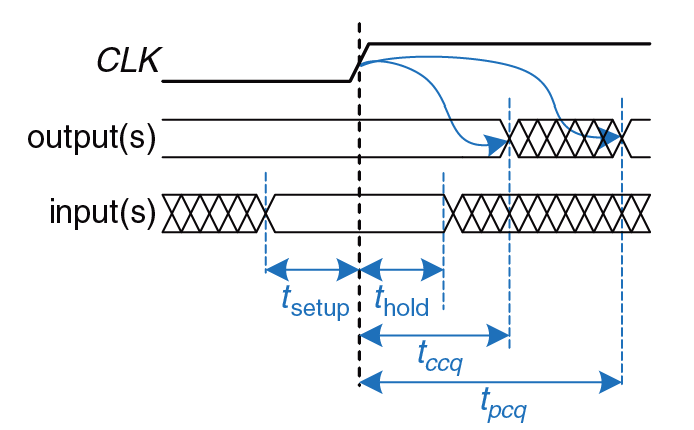 CLK
output(s)
input(s)
tsetup thold
tccq
tpcq